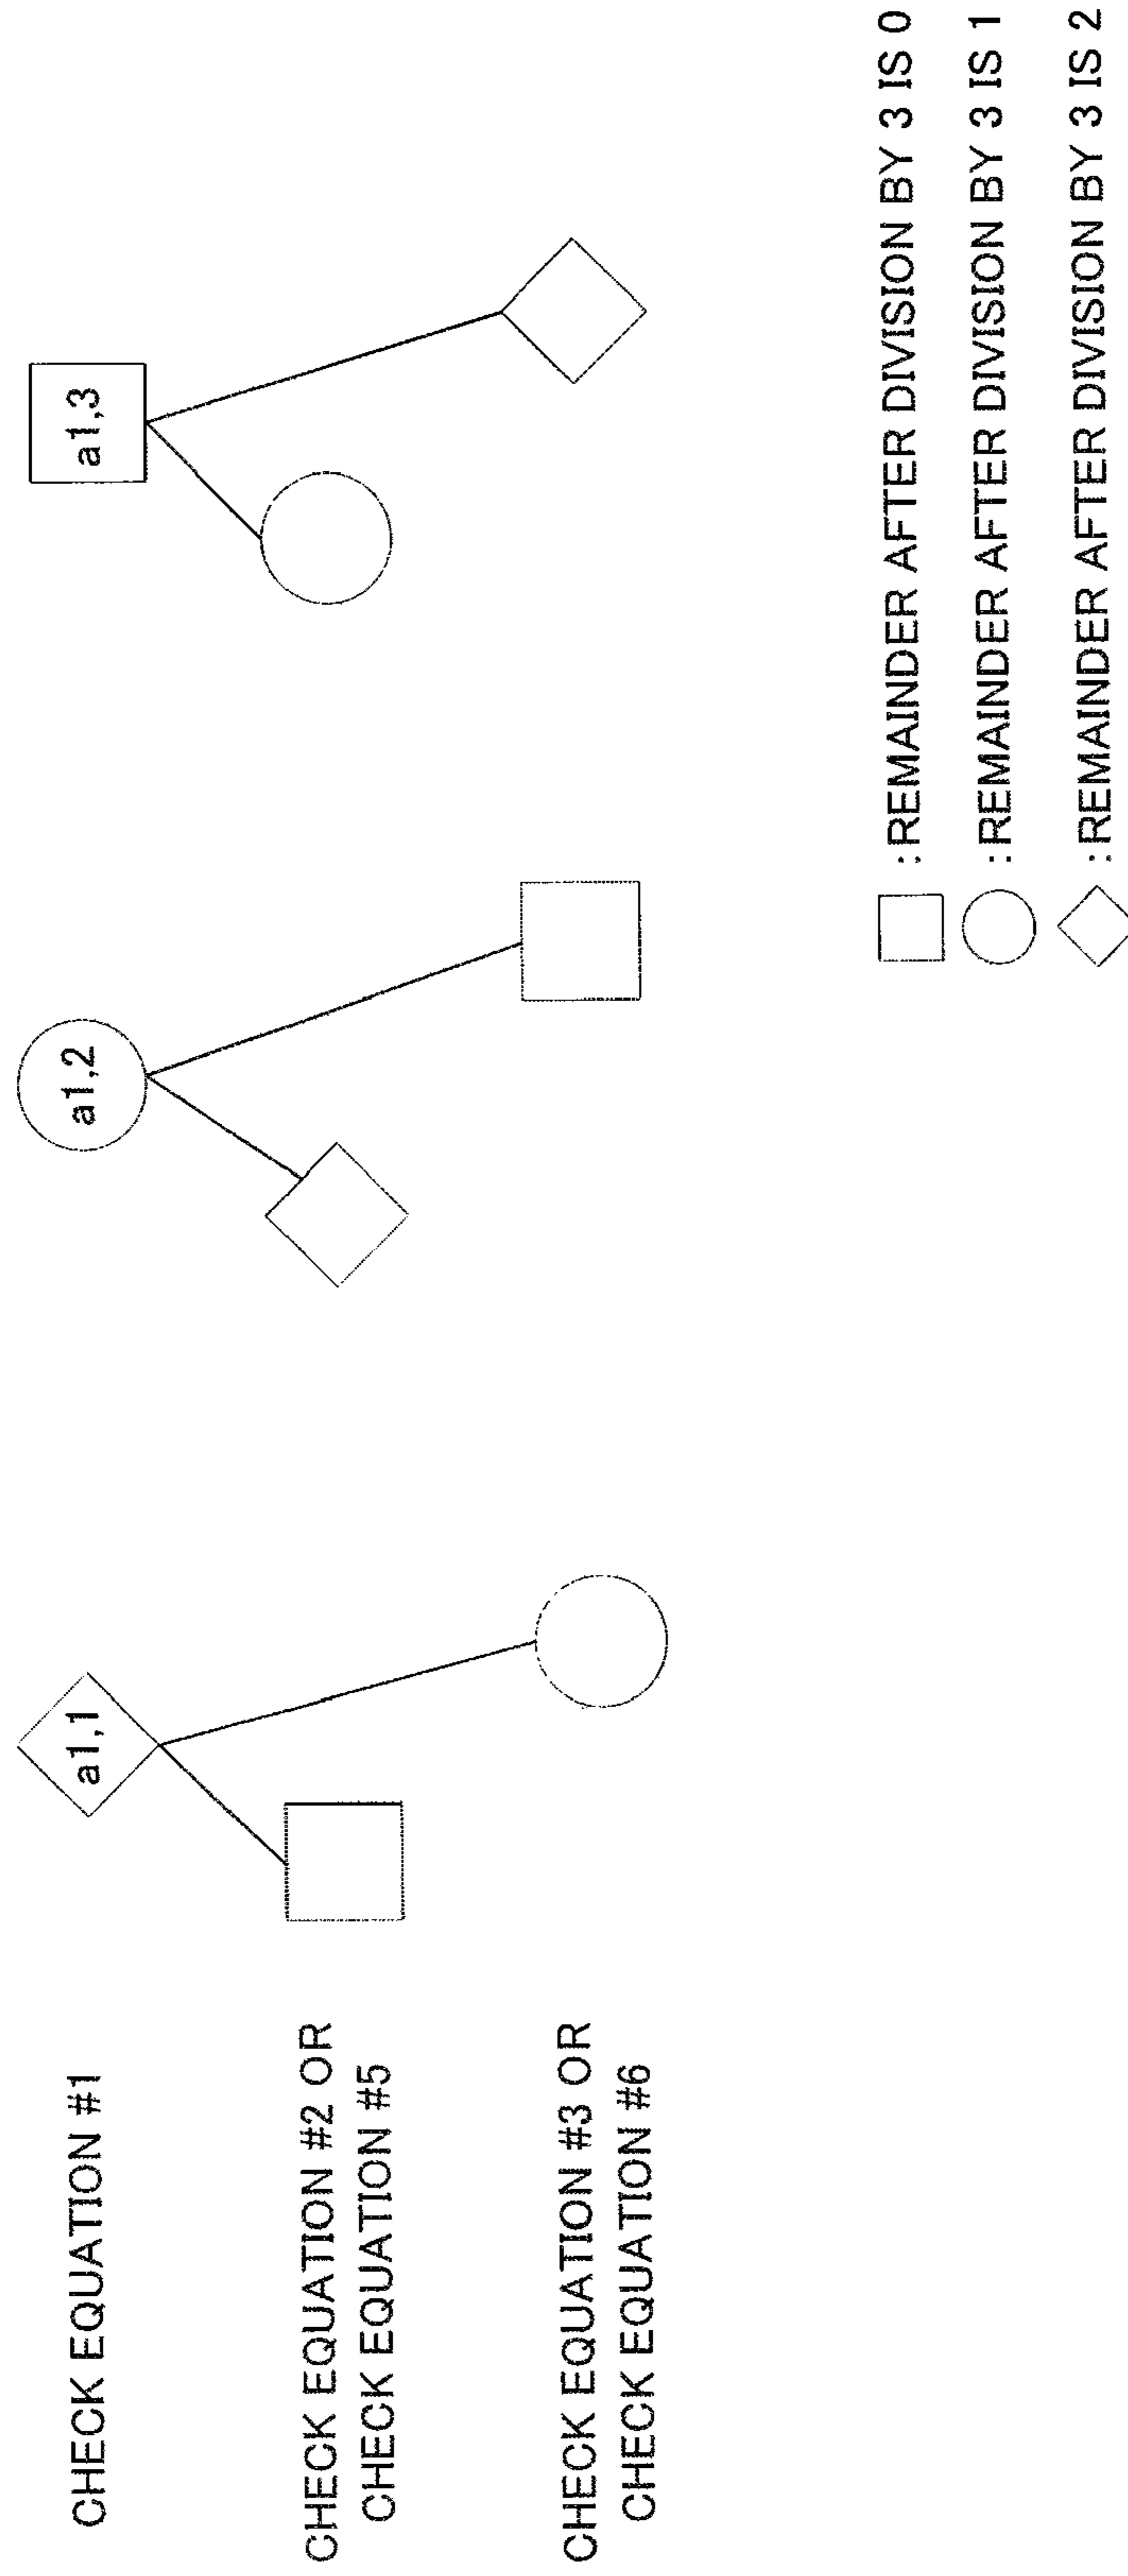 CHECK EQUATION #1
a1,1
a1,2
a1,3
CHECK EQUATION #2 OR
CHECK EQUATION #5
CHECK EQUATION #3 OR
CHECK EQUATION #6
:REMAINDER AFTER DIVISION BY 3 IS 0
:REMAINDER AFTER DIVISION BY 3 IS 1
:REMAINDER AFTER DIVISION BY 3 IS 2